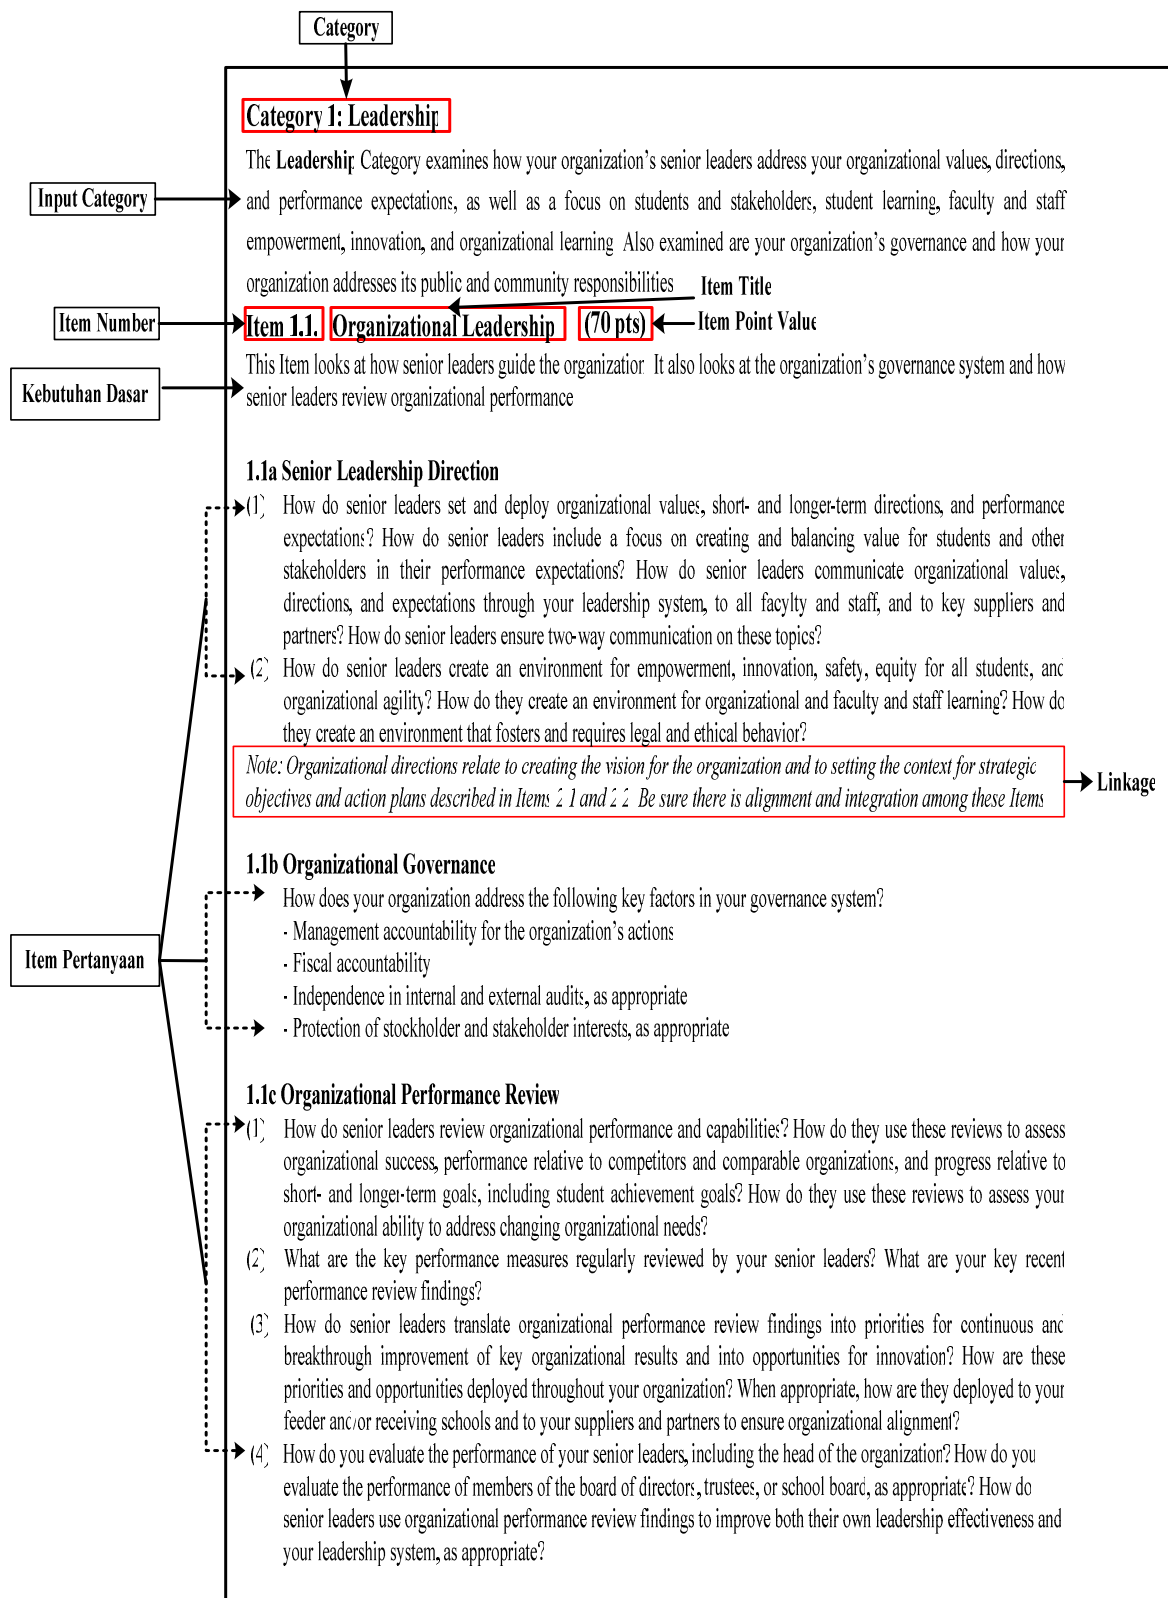 Category
Category 1: Leadership
The Leadership Category examines how your organization's senior leaders address your organizational values, directions,
Input Category
and performance expectations, as well as a focus on students and stakeholders, student learning, faculty and staff
empowerment, innovation, and organizational learning Also examined are your organization's governance and how your
organization addresses its public and community responsibilities
Item Title
Item Number
Item 1.1. Organizational Leadership (70 pts)
Item Point Value
This Item looks at how senior leaders guide the organization It also looks at the organization's governance system and how
Kebutuhan Dasar
senior leaders review organizational performance
1.1a Senior Leadership Direction
(1) How do senior leaders set and deploy organizational values, short- and longer-term directions, and performance
expectations? How do senior leaders include a focus on creating and balancing value for students and other
stakeholders in their performance expectations? How do senior leaders communicate organizational values,
directions, and expectations through your leadership system, to all facylty and staff, and to key suppliers and
partners? How do senior leaders ensure two-way communication on these topics?
(2) How do senior leaders create an environment for empowerment, innovation, safety, equity for all students, and
organizational agility? How do they create an environment for organizational and faculty and staff learning? How do
they create an environment that fosters and requires legal and ethical behavior?
Note: Organizational directions relate to creating the vision for the organization and to setting the context for strategic
objectives and action plans described in Items 2 1 and 2 2 Be sure there is alignment and integration among these Items
Linkage
1.1b Organizational Governance
How does your organization address the following key factors in your governance system?
- Management accountability for the organization's actions
Item Pertanyaan
- Fiscal accountability
- Independence in internal and external audits, as appropriate
- Protection of stockholder and stakeholder interests, as appropriate
1.1c Organizational Performance Review
(1) How do senior leaders review organizational performance and capabilities? How do they use these reviews to assess
organizational success, performance relative to competitors and comparable organizations, and progress relative to
short- and longer-term goals, including student achievement goals? How do they use these reviews to assess your
organizational ability to address changing organizational needs?
(2) What are the key performance measures regularly reviewed by your senior leaders? What are your key recent
performance review findings?
(3) How do senior leaders translate organizational performance review findings into priorities for continuous and
breakthrough improvement of key organizational results and into opportunities for innovation? How are these
priorities and opportunities deployed throughout your organization? When appropriate, how are they deployed to your
feeder and/or receiving schools and to your suppliers and partners to ensure organizational alignment?
(4) How do you evaluate the performance of your senior leaders, including the head of the organization? How do you
evaluate the performance of members of the board of directors, trustees, or school board, as appropriate? How do
senior leaders use organizational performance review findings to improve both their own leadership effectiveness and
your leadership system, as appropriate?